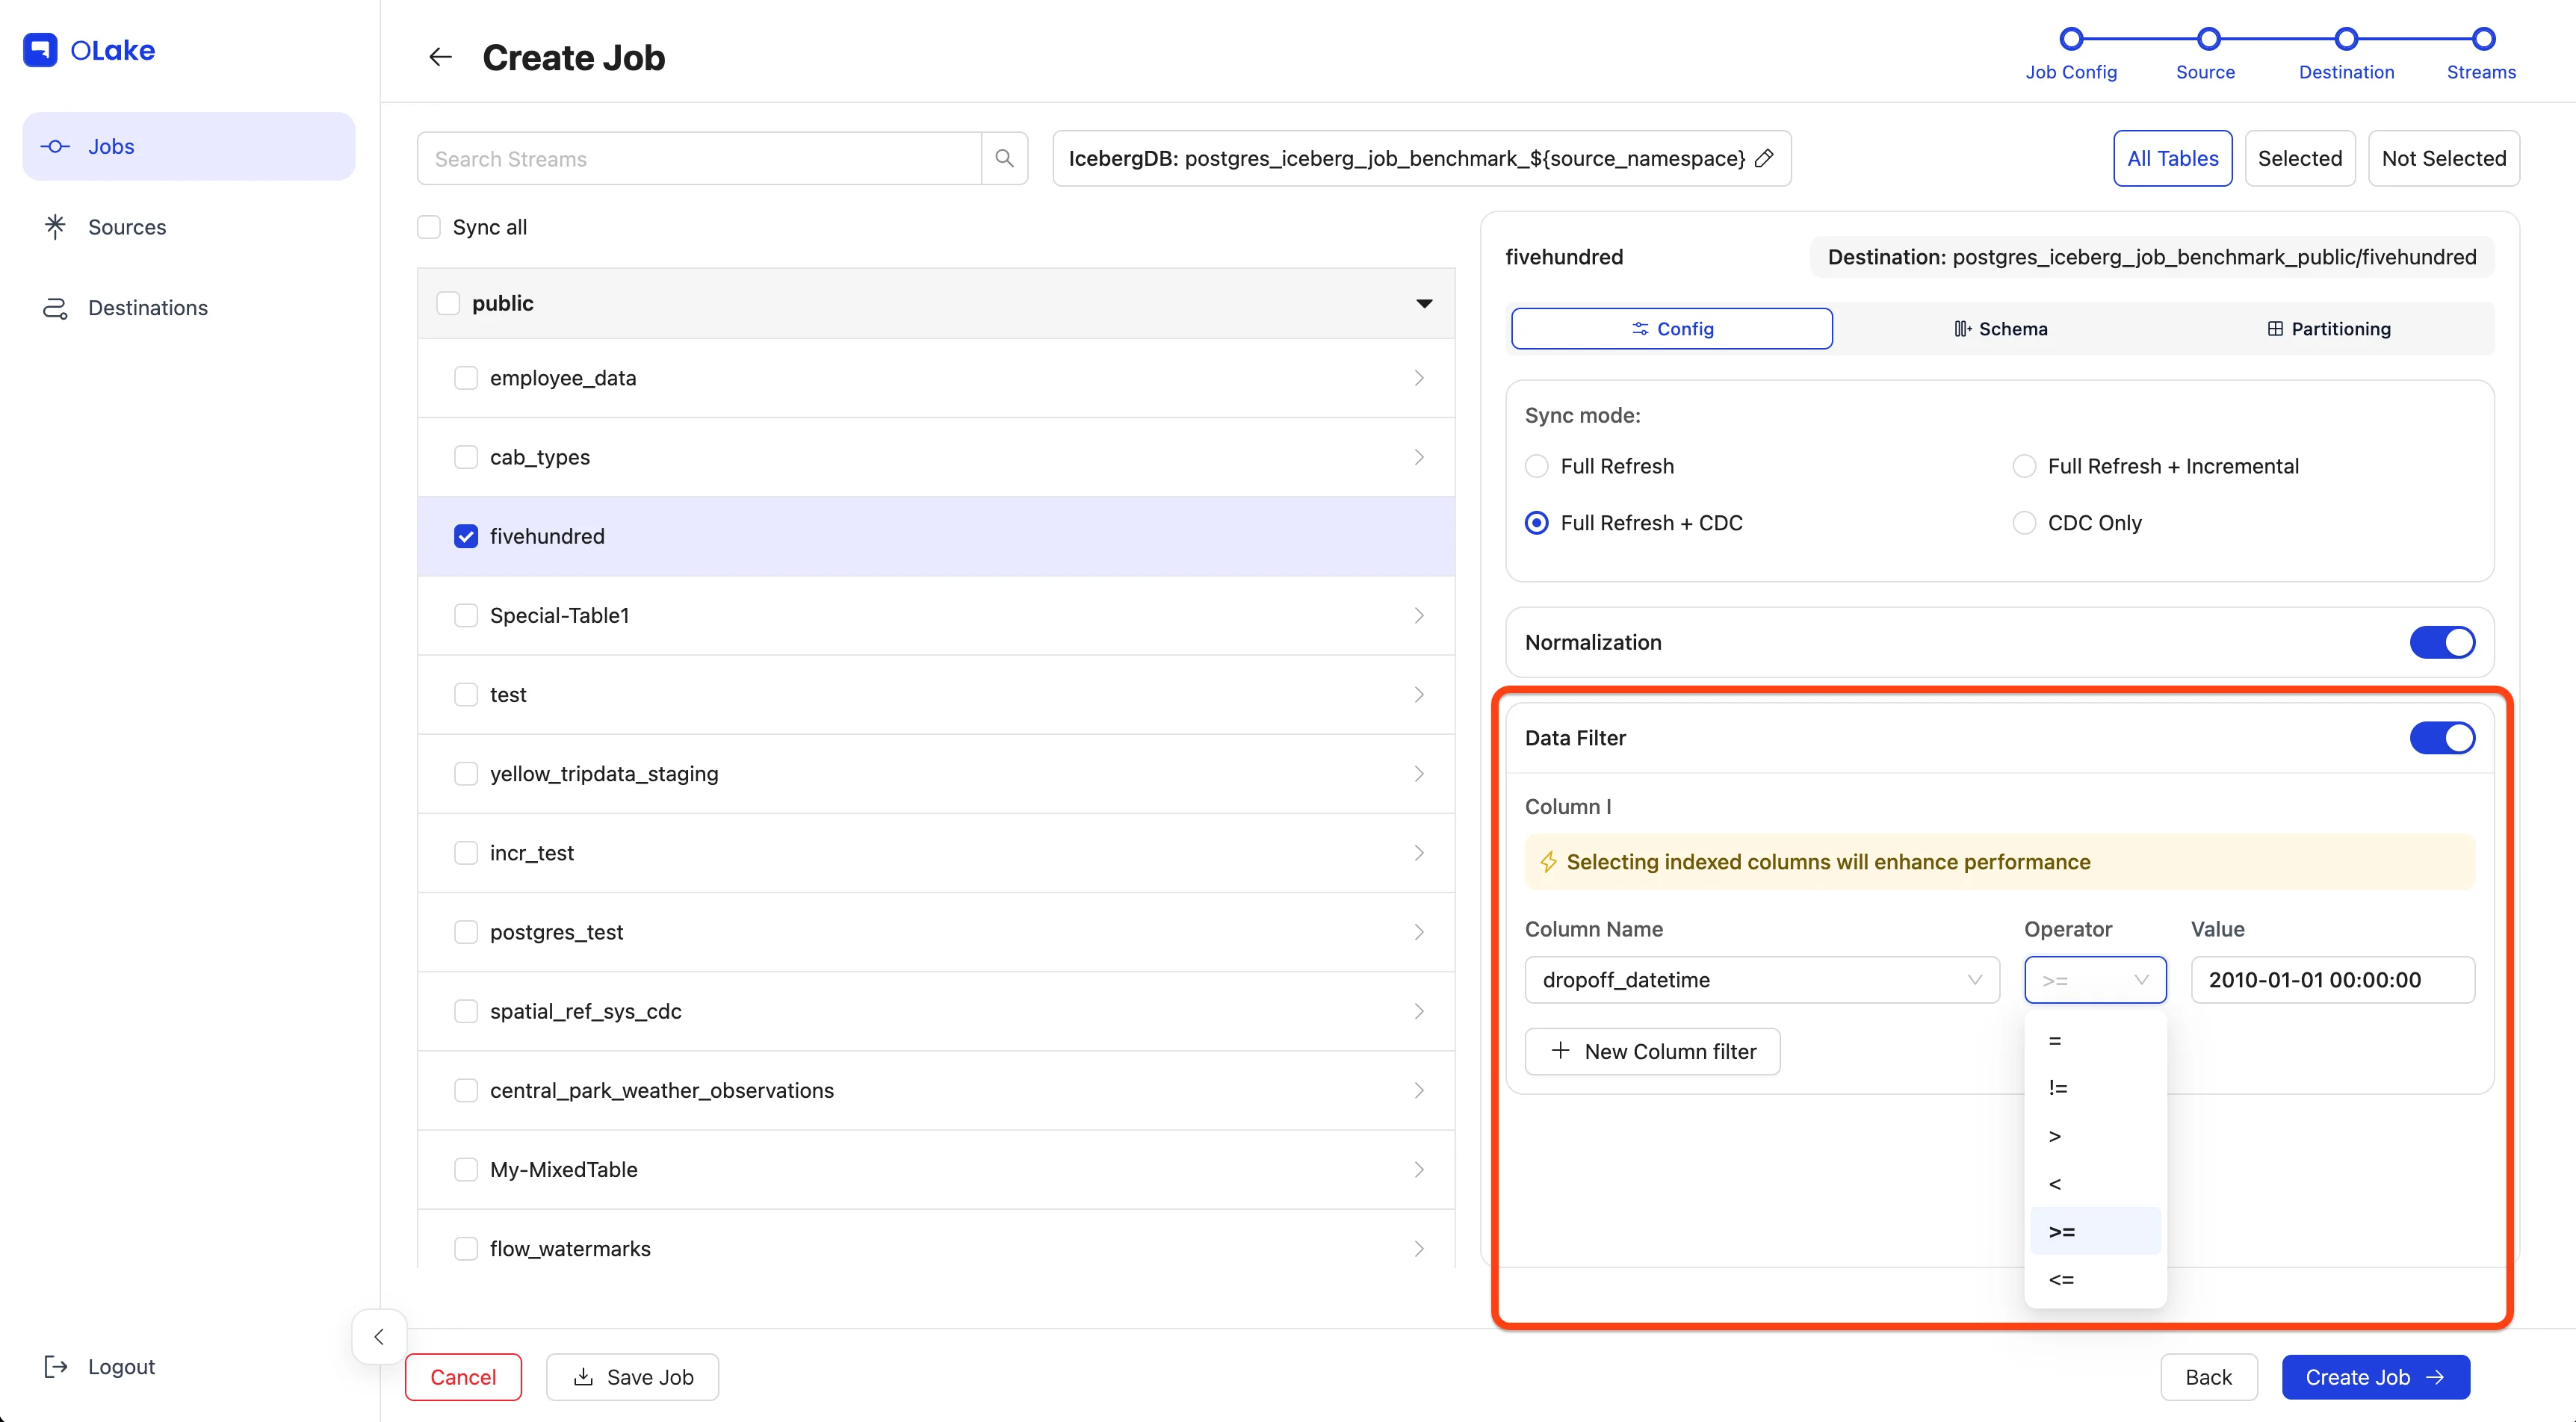 OLake
Jobs
Sources
Destinations
Logout
Create Job
Job Config
Source
Destination
Streams
Search Streams
IcebergDB: postgres_iceberg_job_benchmark_${source_namespace}
All Tables
Selected
Not Selected
Sync all
public
employee_data
cab_types
fivehundred
Special-Table1
test
yellow_tripdata_staging
incr_test
postgres_test
spatial_ref_sys_cdc
central_park_weather_observations
My-MixedTable
flow_watermarks
fivehundred
Destination: postgres_iceberg_job_benchmark_public/fivehundred
Config
Schema
Partitioning
Sync mode:
Full Refresh
Full Refresh + Incremental
Full Refresh + CDC
CDC Only
Normalization
Data Filter
Column I
Selecting indexed columns will enhance performance
Column Name
Operator
Value
dropoff_datetime
>=
2010-01-01 00:00:00
New Column filter
=
!=
>
<
>=
<=
Cancel
Save Job
Back
Create Job